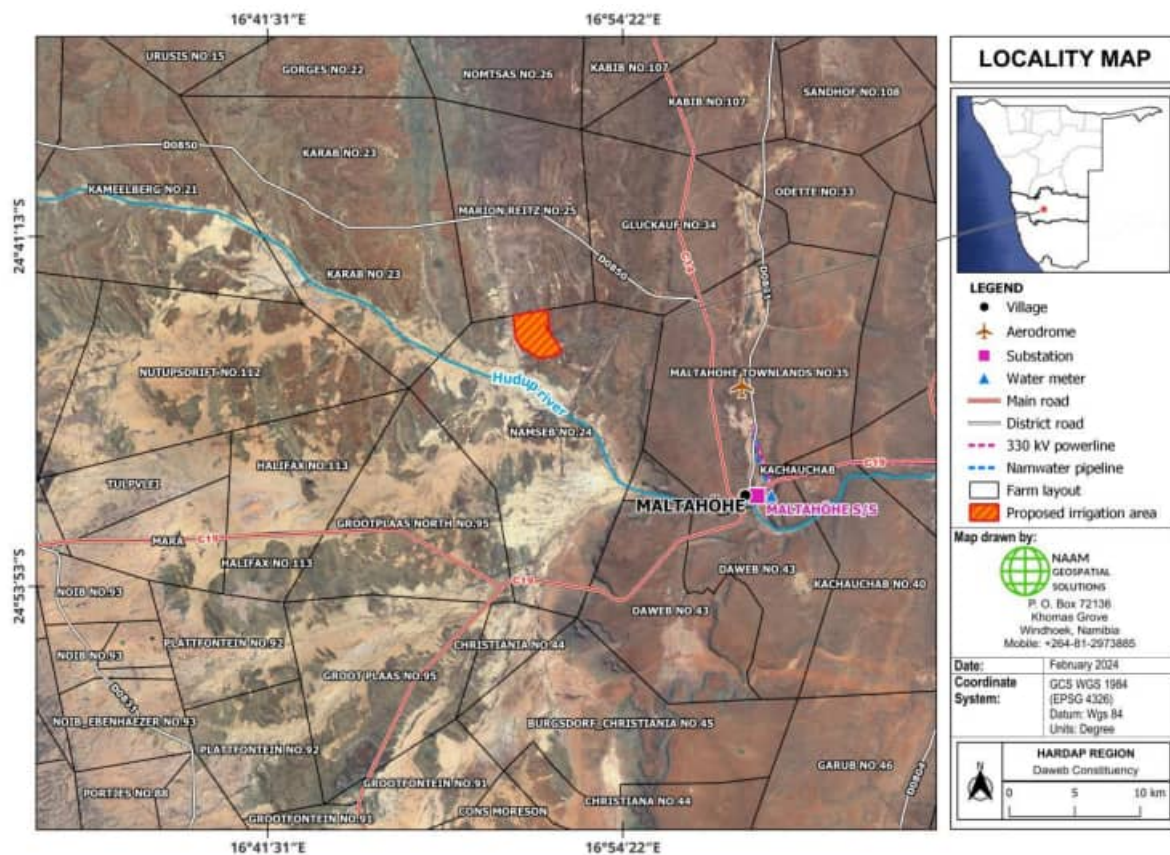 16°41'31"E
16°54'22"E
24°41'13"S
24°53'53"S
URUSIS NO.15
GORGES NO.22
NOMTSAS NO.26
KABIB NO.107
KABIB NO.107
SANDHOF NO.108
D0850
KARAB NO.23
KAMEELBERG NO.21
ODETTE NO.33
MARION REITZ NO.25
GLUCKAUF NO.34
D0850
C14
D0831
KARAB NO.23
NUTUPSDRIFT NO.112
Hudup river
MALTAHOHE TOWNLANDS NO.35
NAMSEB NO.24
HALIFAX NO.113
KACHAUCHAB
C19
TULPVLEI
MALTAHÖHE
MALTAHÖHE S/S
GROOTPLAAS NORTH NO.95
MARA
C19
HALIFAX NO.113
C19
DAWEB NO.43
KACHAUCHAB NO.40
NOIB NO.93
DAWEB NO.43
PLATTFONTEIN NO.92
CHRISTIANIA NO.44
NOIB NO.93
GROOT PLAAS NO.95
D0831
NOIB_EBENHAEZER NO.93
BURGSDORF_CHRISTIANIA NO.45
PLATTFONTEIN NO.92
GARUB NO.46
D0804
PORTJES NO.88
GROOTFONTEIN NO.91
CHRISTIANA NO.44
CONS MORESON
GROOTFONTEIN NO.91
16°41'31"E
16°54'22"E
LOCALITY MAP
LEGEND
Village
Aerodrome
Substation
Water meter
Main road
District road
330 kV powerline
Namwater pipeline
Farm layout
Proposed irrigation area
Map drawn by:
NAAM
GEOSPATIAL
SOLUTIONS
P. O. Box 72138
Khomas Grove
Windhoek, Namibia
Mobile: +264-81-2973885
Date: February 2024
Coordinate System: GCS WGS 1984
(EPSG 4326)
Datum: Wgs 84
Units: Degree
N
HARDAP REGION
Daweb Constituency
0 5 10 km